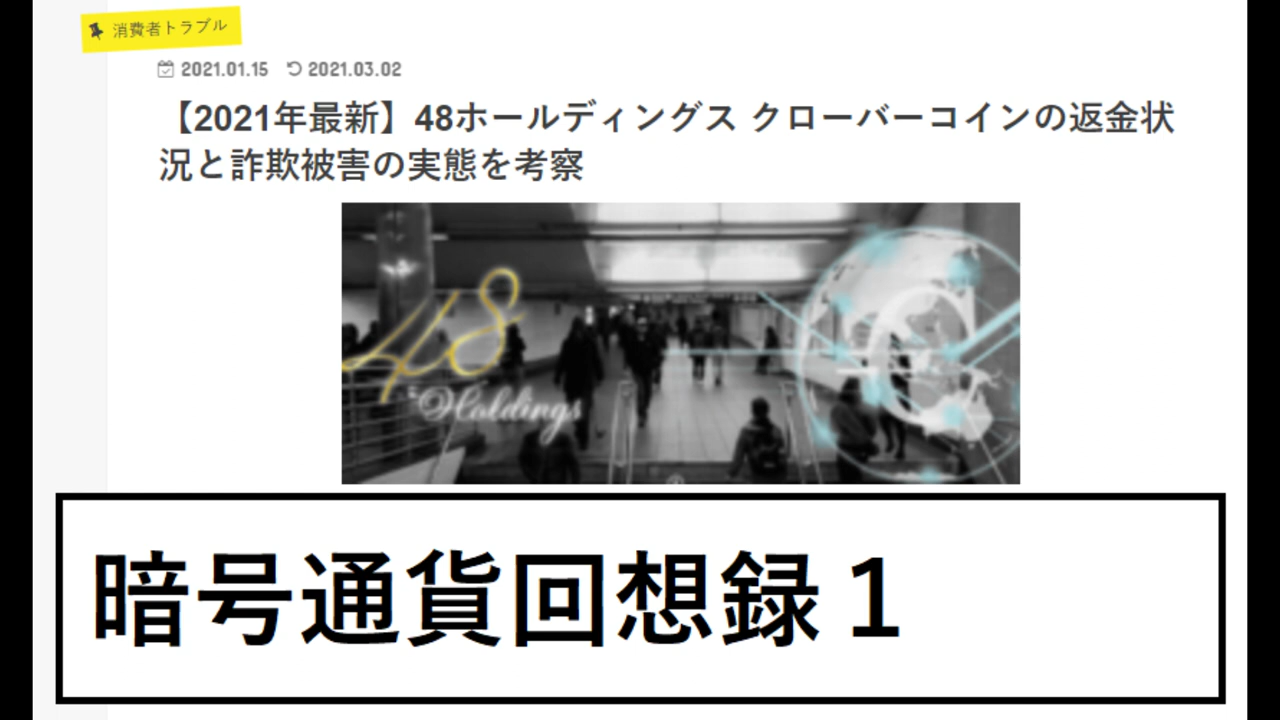 消費者トラブル
2021.01.15 2021.03.02
【2021年最新】48ホールディングス クローバーコインの返金状
況と詐欺被害の実態を考察
48
Holdings
暗号通貨回想録1